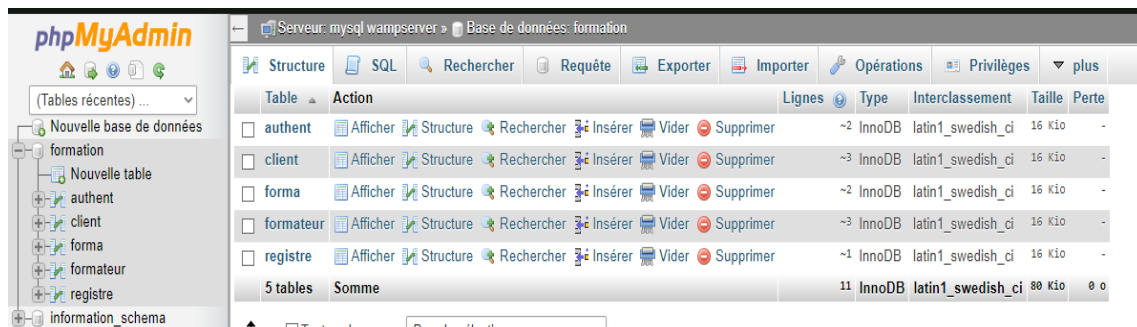 phpMyAdmin
(Tables récentes) ...
Nouvelle base de données
formation
Nouvelle table
authent
client
forma
formateur
registre
information_schema
Serveur: mysql wampserver » Base de données: formation
Structure SQL Rechercher Requête Exporter Importer Opérations Privilèges plus
Table Action Lignes Type Interclassement Taille Perte
authent Afficher Structure Rechercher Insérer Vider Supprimer ~2 InnoDB latin1_swedish_ci 16 Kio -
client Afficher Structure Rechercher Insérer Vider Supprimer ~3 InnoDB latin1_swedish_ci 16 Kio -
forma Afficher Structure Rechercher Insérer Vider Supprimer ~2 InnoDB latin1_swedish_ci 16 Kio -
formateur Afficher Structure Rechercher Insérer Vider Supprimer ~3 InnoDB latin1_swedish_ci 16 Kio -
registre Afficher Structure Rechercher Insérer Vider Supprimer ~1 InnoDB latin1_swedish_ci 16 Kio -
5 tables Somme 11 InnoDB latin1_swedish_ci 80 Kio 0 o